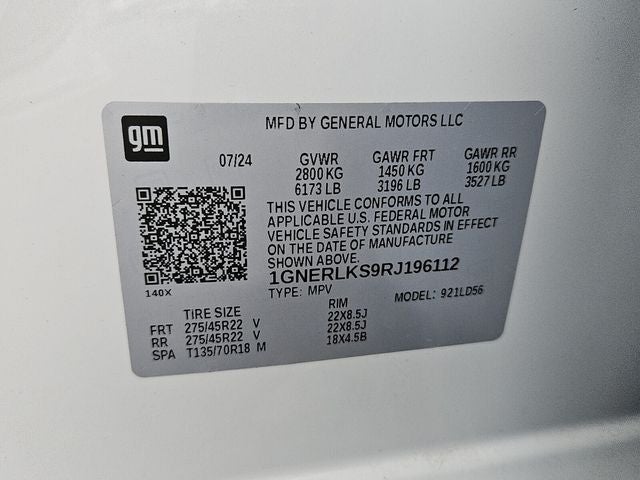 gm
MFD BY GENERAL MOTORS LLC
07/24 GVWR GAWR FRT GAWR RR
2800 KG 1450 KG 1600 KG
6173 LB 3196 LB 3527 LB
THIS VEHICLE CONFORMS TO ALL
APPLICABLE U.S. FEDERAL MOTOR
VEHICLE SAFETY STANDARDS IN EFFECT
ON THE DATE OF MANUFACTURE
SHOWN ABOVE.
1GNERLKS9RJ196112
140X TYPE: MPV MODEL: 921LD56
TIRE SIZE RIM
FRT 275/45R22 V 22X8.5J
RR 275/45R22 V 22X8.5J
SPA T135/70R18 M 18X4.5B